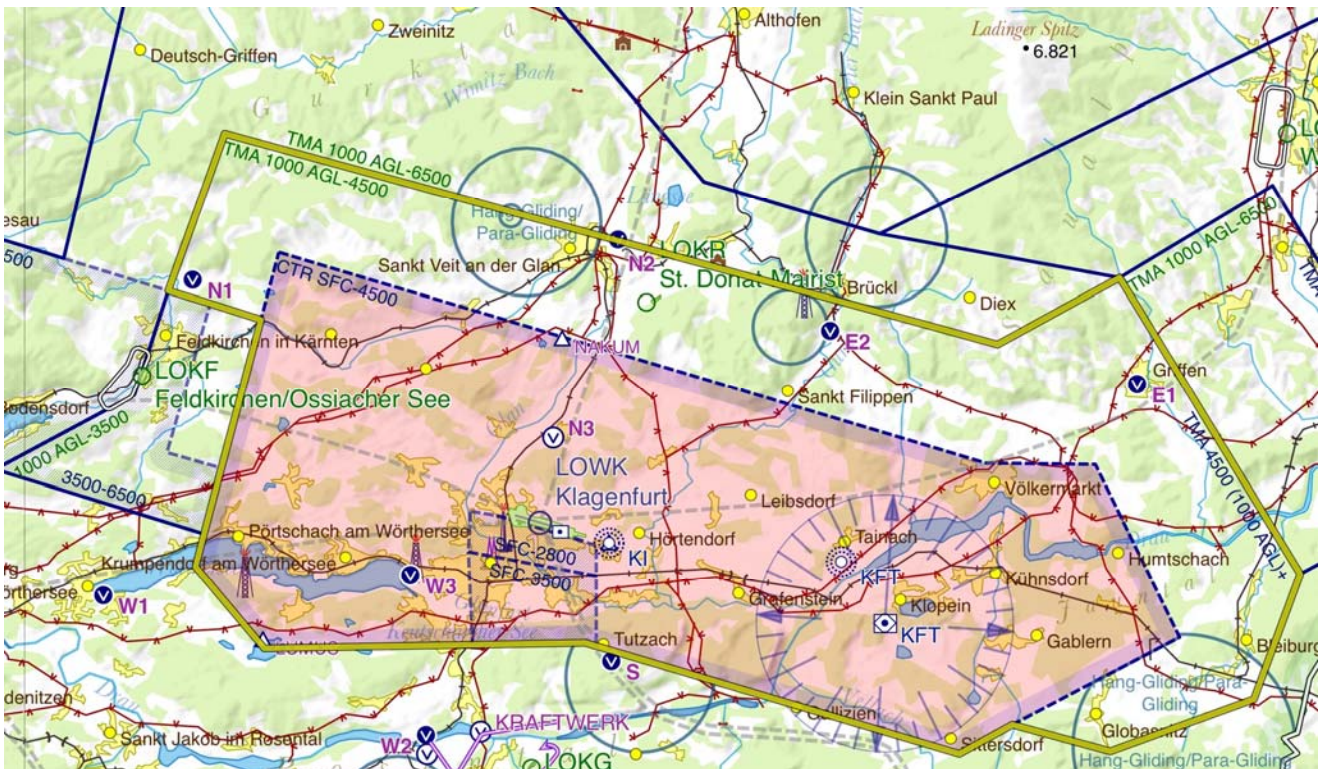 Althofen
Zweinitz
Ladinger Spitz
6.821
Deutsch-Griffen
Gurkta
Wimitz Bach
Klein Sankt Paul
TMA 1000 AGL-6500
TMA 1000 AGL-4500
Hang-Gliding/
Para-Gliding
LOKR
St. Donat-Mairist
Sankt Veit an der Glan
N2
TMA 1000 AGL-6500
CTR SFC-4500
N1
Brückl
Diex
Feldkirchen in Kärnten
NAKUM
E2
LOKF
Feldkirchen/Ossiacher See
Griffen
E1
Sankt Filippen
Bodensdorf
1000 AGL-3500
N3
Glan
TMA 4500 (1000 AGL)+
LOWK
Klagenfurt
3500-6500
Leibsdorf
Völkermarkt
Pörtschach am Wörthersee
Hörtendorf
Tainach
SFC-2800
KI
Humtschach
Krumpendorf am Wörthersee
SFC-3500
KFT
Kühnsdorf
W1
W3
Grafenstein
Klopein
KFT
Gablern
Tutzach
Bleiburg
S
Hang-Gliding/Para-
Gliding
KRAFTWERK
Globasnitz
Sankt Jakob im Rosental
W2
Sittersdorf
LOKG
Hang-Gliding/Para-Gliding